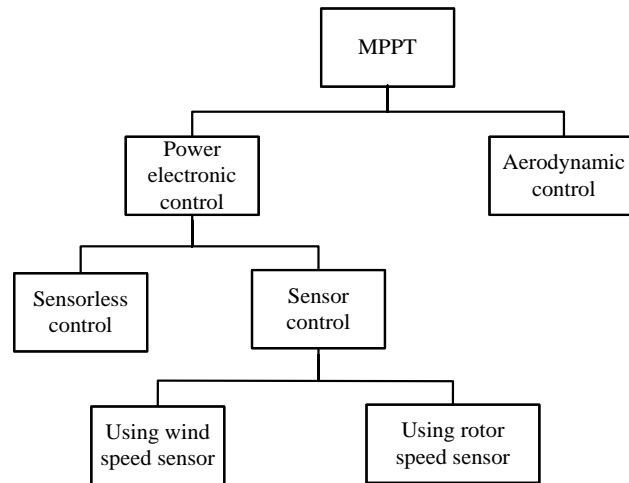 MPPT
Power
electronic
control
Aerodynamic
control
Sensorless
control
Sensor
control
Using wind
speed sensor
Using rotor
speed sensor